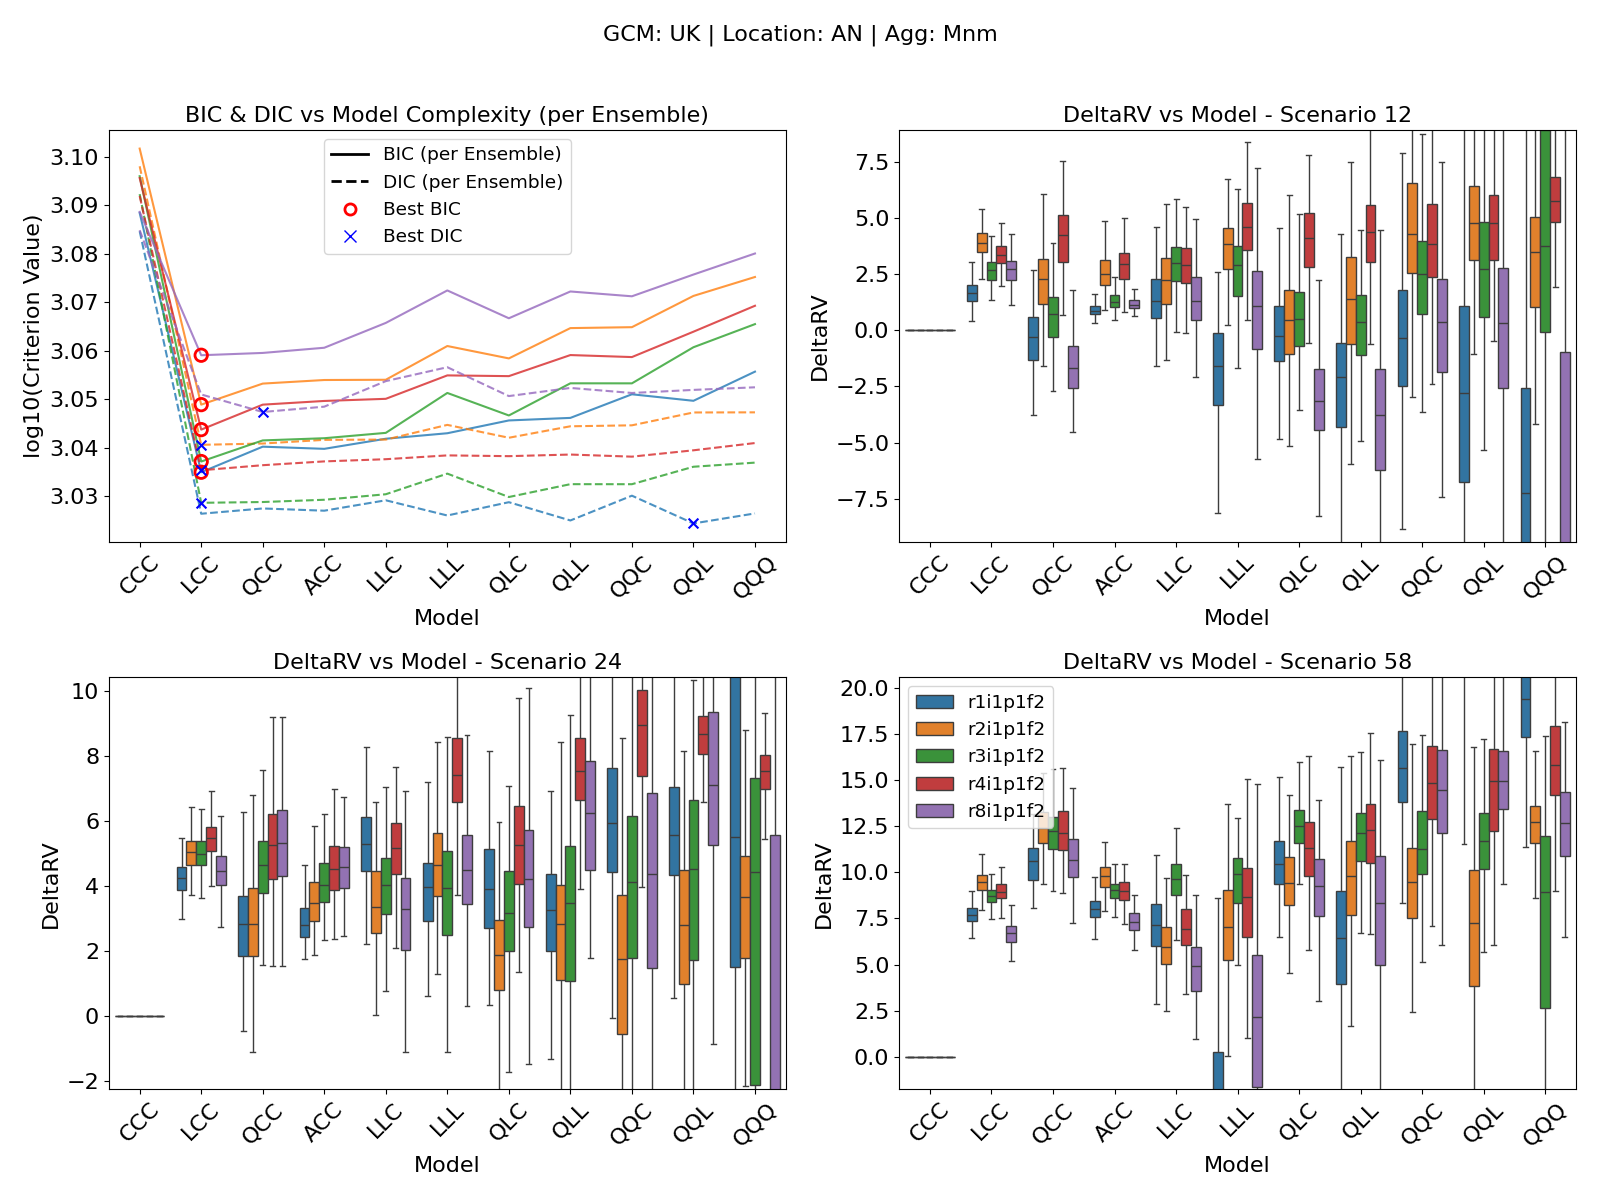 GCM: UK | Location: AN | Agg: Mnm
BIC & DIC vs Model Complexity (per Ensemble)
log10(Criterion Value)
3.10
3.09
3.08
3.07
3.06
3.05
3.04
3.03
BIC (per Ensemble)
DIC (per Ensemble)
Best BIC
Best DIC
CCC LCC QCC ACC LLC LLL QLC QLL QQC QQL QQQ
Model
DeltaRV vs Model - Scenario 12
DeltaRV
7.5
5.0
2.5
0.0
−2.5
−5.0
−7.5
CCC LCC QCC ACC LLC LLL QLC QLL QQC QQL QQQ
Model
DeltaRV vs Model - Scenario 24
DeltaRV
10
8
6
4
2
0
−2
CCC LCC QCC ACC LLC LLL QLC QLL QQC QQL QQQ
Model
DeltaRV vs Model - Scenario 58
DeltaRV
20.0
17.5
15.0
12.5
10.0
7.5
5.0
2.5
0.0
r1i1p1f2
r2i1p1f2
r3i1p1f2
r4i1p1f2
r8i1p1f2
CCC LCC QCC ACC LLC LLL QLC QLL QQC QQL QQQ
Model